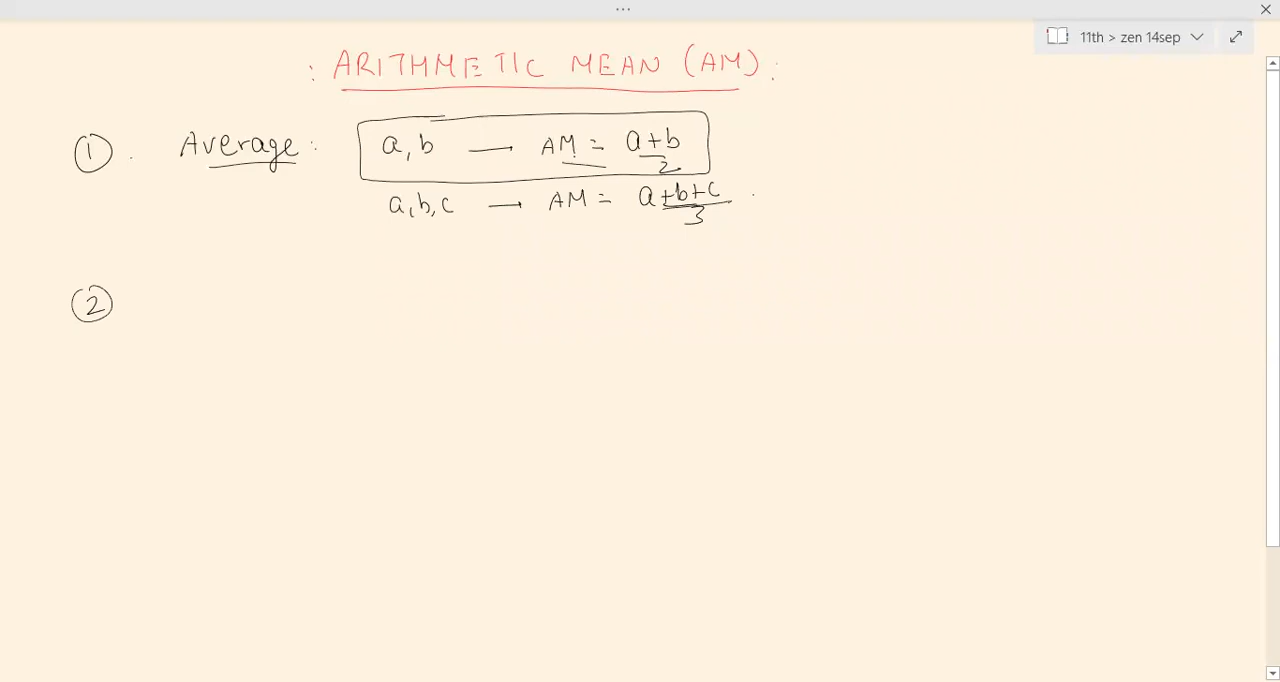 ...
11th > zen 14sep
: ARITHMETIC MEAN (AM) :
① . Average : a, b → AM = a+b/2
a, b, c → AM = a+b+c/3 .
②